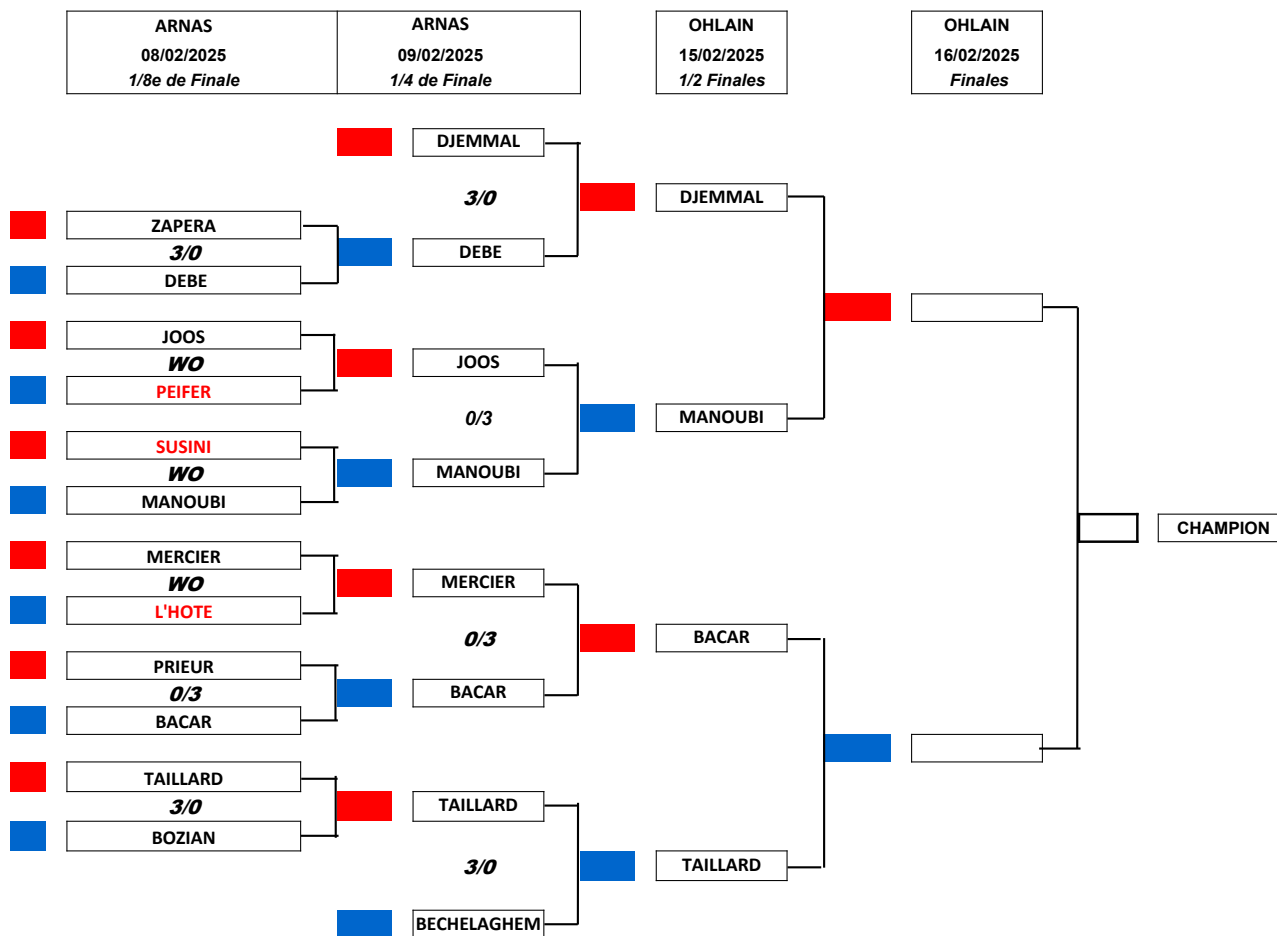 ARNAS
08/02/2025
1/8e de Finale
ARNAS
09/02/2025
1/4 de Finale
OHLAIN
15/02/2025
1/2 Finales
OHLAIN
16/02/2025
Finales
ZAPERA
3/0
DEBE
JOOS
WO
PEIFER
SUSINI
WO
MANOUBI
MERCIER
WO
L'HOTE
PRIEUR
0/3
BACAR
TAILLARD
3/0
BOZIAN
DJEMMAL
3/0
DEBE
JOOS
0/3
MANOUBI
MERCIER
0/3
BACAR
TAILLARD
3/0
BECHELAGHEM
DJEMMAL
MANOUBI
BACAR
TAILLARD
CHAMPION